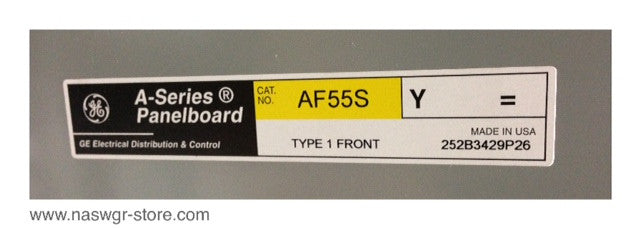 GE
A-Series ®
Panelboard
GE Electrical Distribution & Control
CAT.
NO.
AF55S
Y =
TYPE 1 FRONT
MADE IN USA
252B3429P26
www.naswgr-store.com